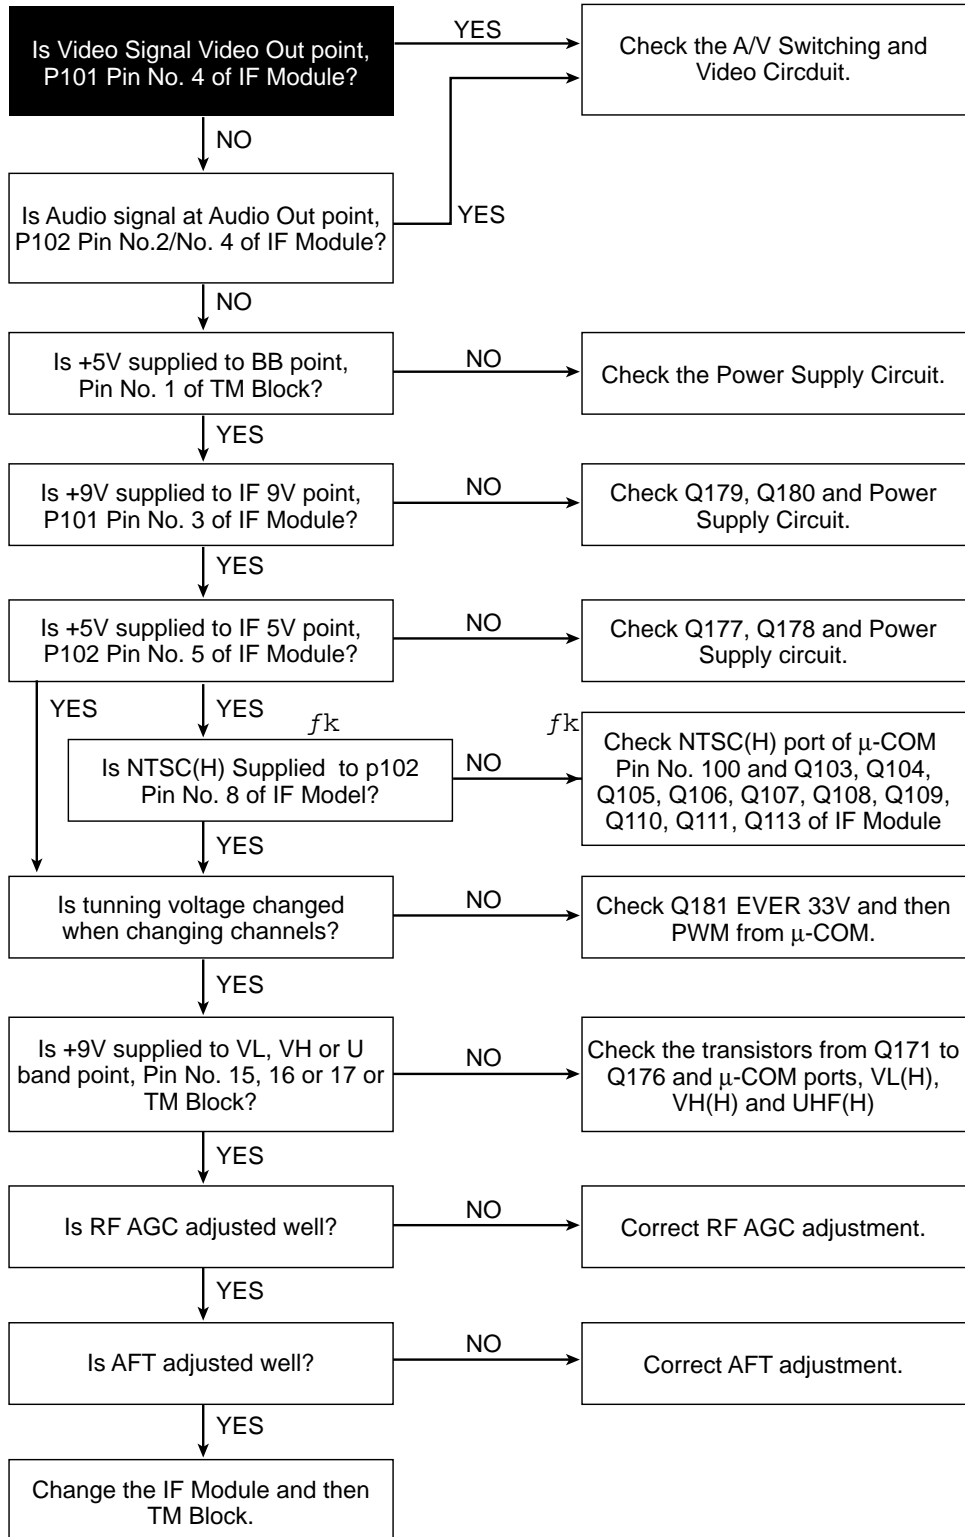 Is Video Signal Video Out point,
P101 Pin No. 4 of IF Module?
YES
Check the A/V Switching and
Video Circduit.
NO
Is Audio signal at Audio Out point,
P102 Pin No.2/No. 4 of IF Module?
YES
NO
Is +5V supplied to BB point,
Pin No. 1 of TM Block?
NO
Check the Power Supply Circuit.
YES
Is +9V supplied to IF 9V point,
P101 Pin No. 3 of IF Module?
NO
Check Q179, Q180 and Power
Supply Circuit.
YES
Is +5V supplied to IF 5V point,
P102 Pin No. 5 of IF Module?
NO
Check Q177, Q178 and Power
Supply circuit.
YES
YES
fk
Is NTSC(H) Supplied to p102
Pin No. 8 of IF Model?
NO
fk
Check NTSC(H) port of μ-COM
Pin No. 100 and Q103, Q104,
Q105, Q106, Q107, Q108, Q109,
Q110, Q111, Q113 of IF Module
YES
Is tunning voltage changed
when changing channels?
NO
Check Q181 EVER 33V and then
PWM from μ-COM.
YES
Is +9V supplied to VL, VH or U
band point, Pin No. 15, 16 or 17 or
TM Block?
NO
Check the transistors from Q171 to
Q176 and μ-COM ports, VL(H),
VH(H) and UHF(H)
YES
Is RF AGC adjusted well?
NO
Correct RF AGC adjustment.
YES
Is AFT adjusted well?
NO
Correct AFT adjustment.
YES
Change the IF Module and then
TM Block.